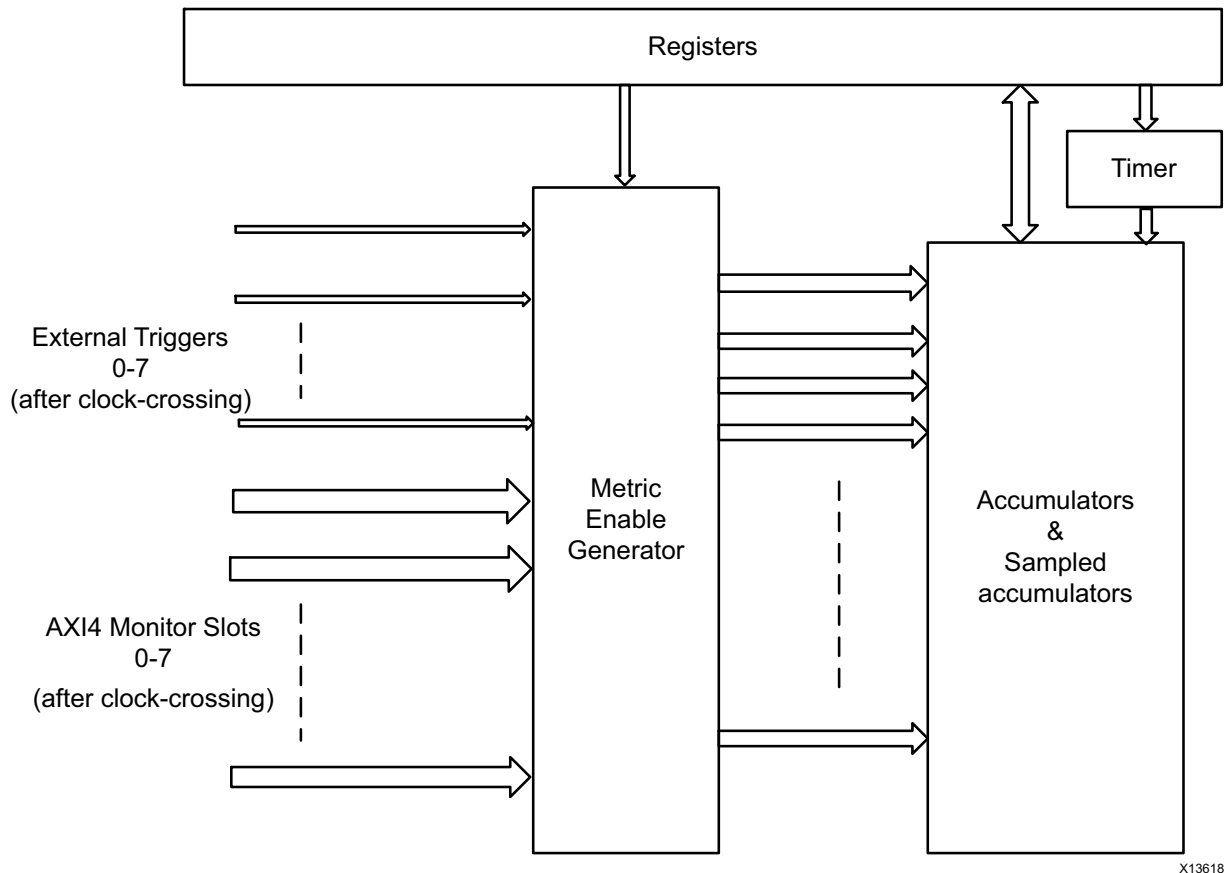 Registers
Timer
External Triggers
0-7
(after clock-crossing)
Metric
Enable
Generator
Accumulators
&
Sampled
accumulators
AXI4 Monitor Slots
0-7
(after clock-crossing)
X13618